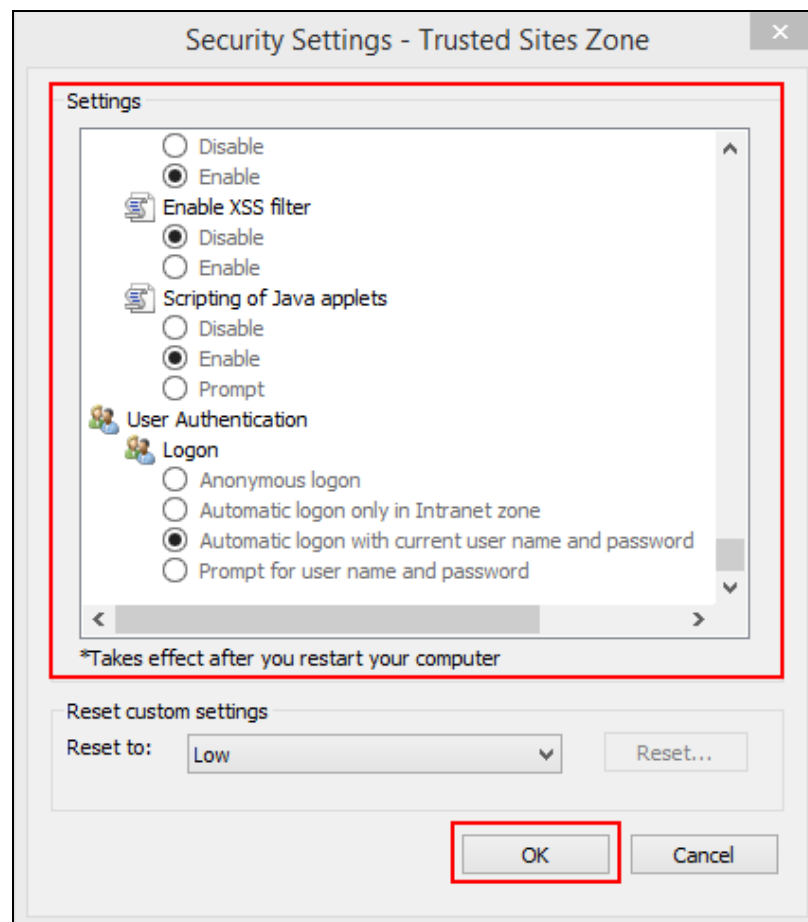 Security Settings - Trusted Sites Zone
Settings
Disable
Enable
Enable XSS filter
Disable
Enable
Scripting of Java applets
Disable
Enable
Prompt
User Authentication
Logon
Anonymous logon
Automatic logon only in Intranet zone
Automatic logon with current user name and password
Prompt for user name and password
*Takes effect after you restart your computer
Reset custom settings
Reset to: Low Reset...
OK Cancel